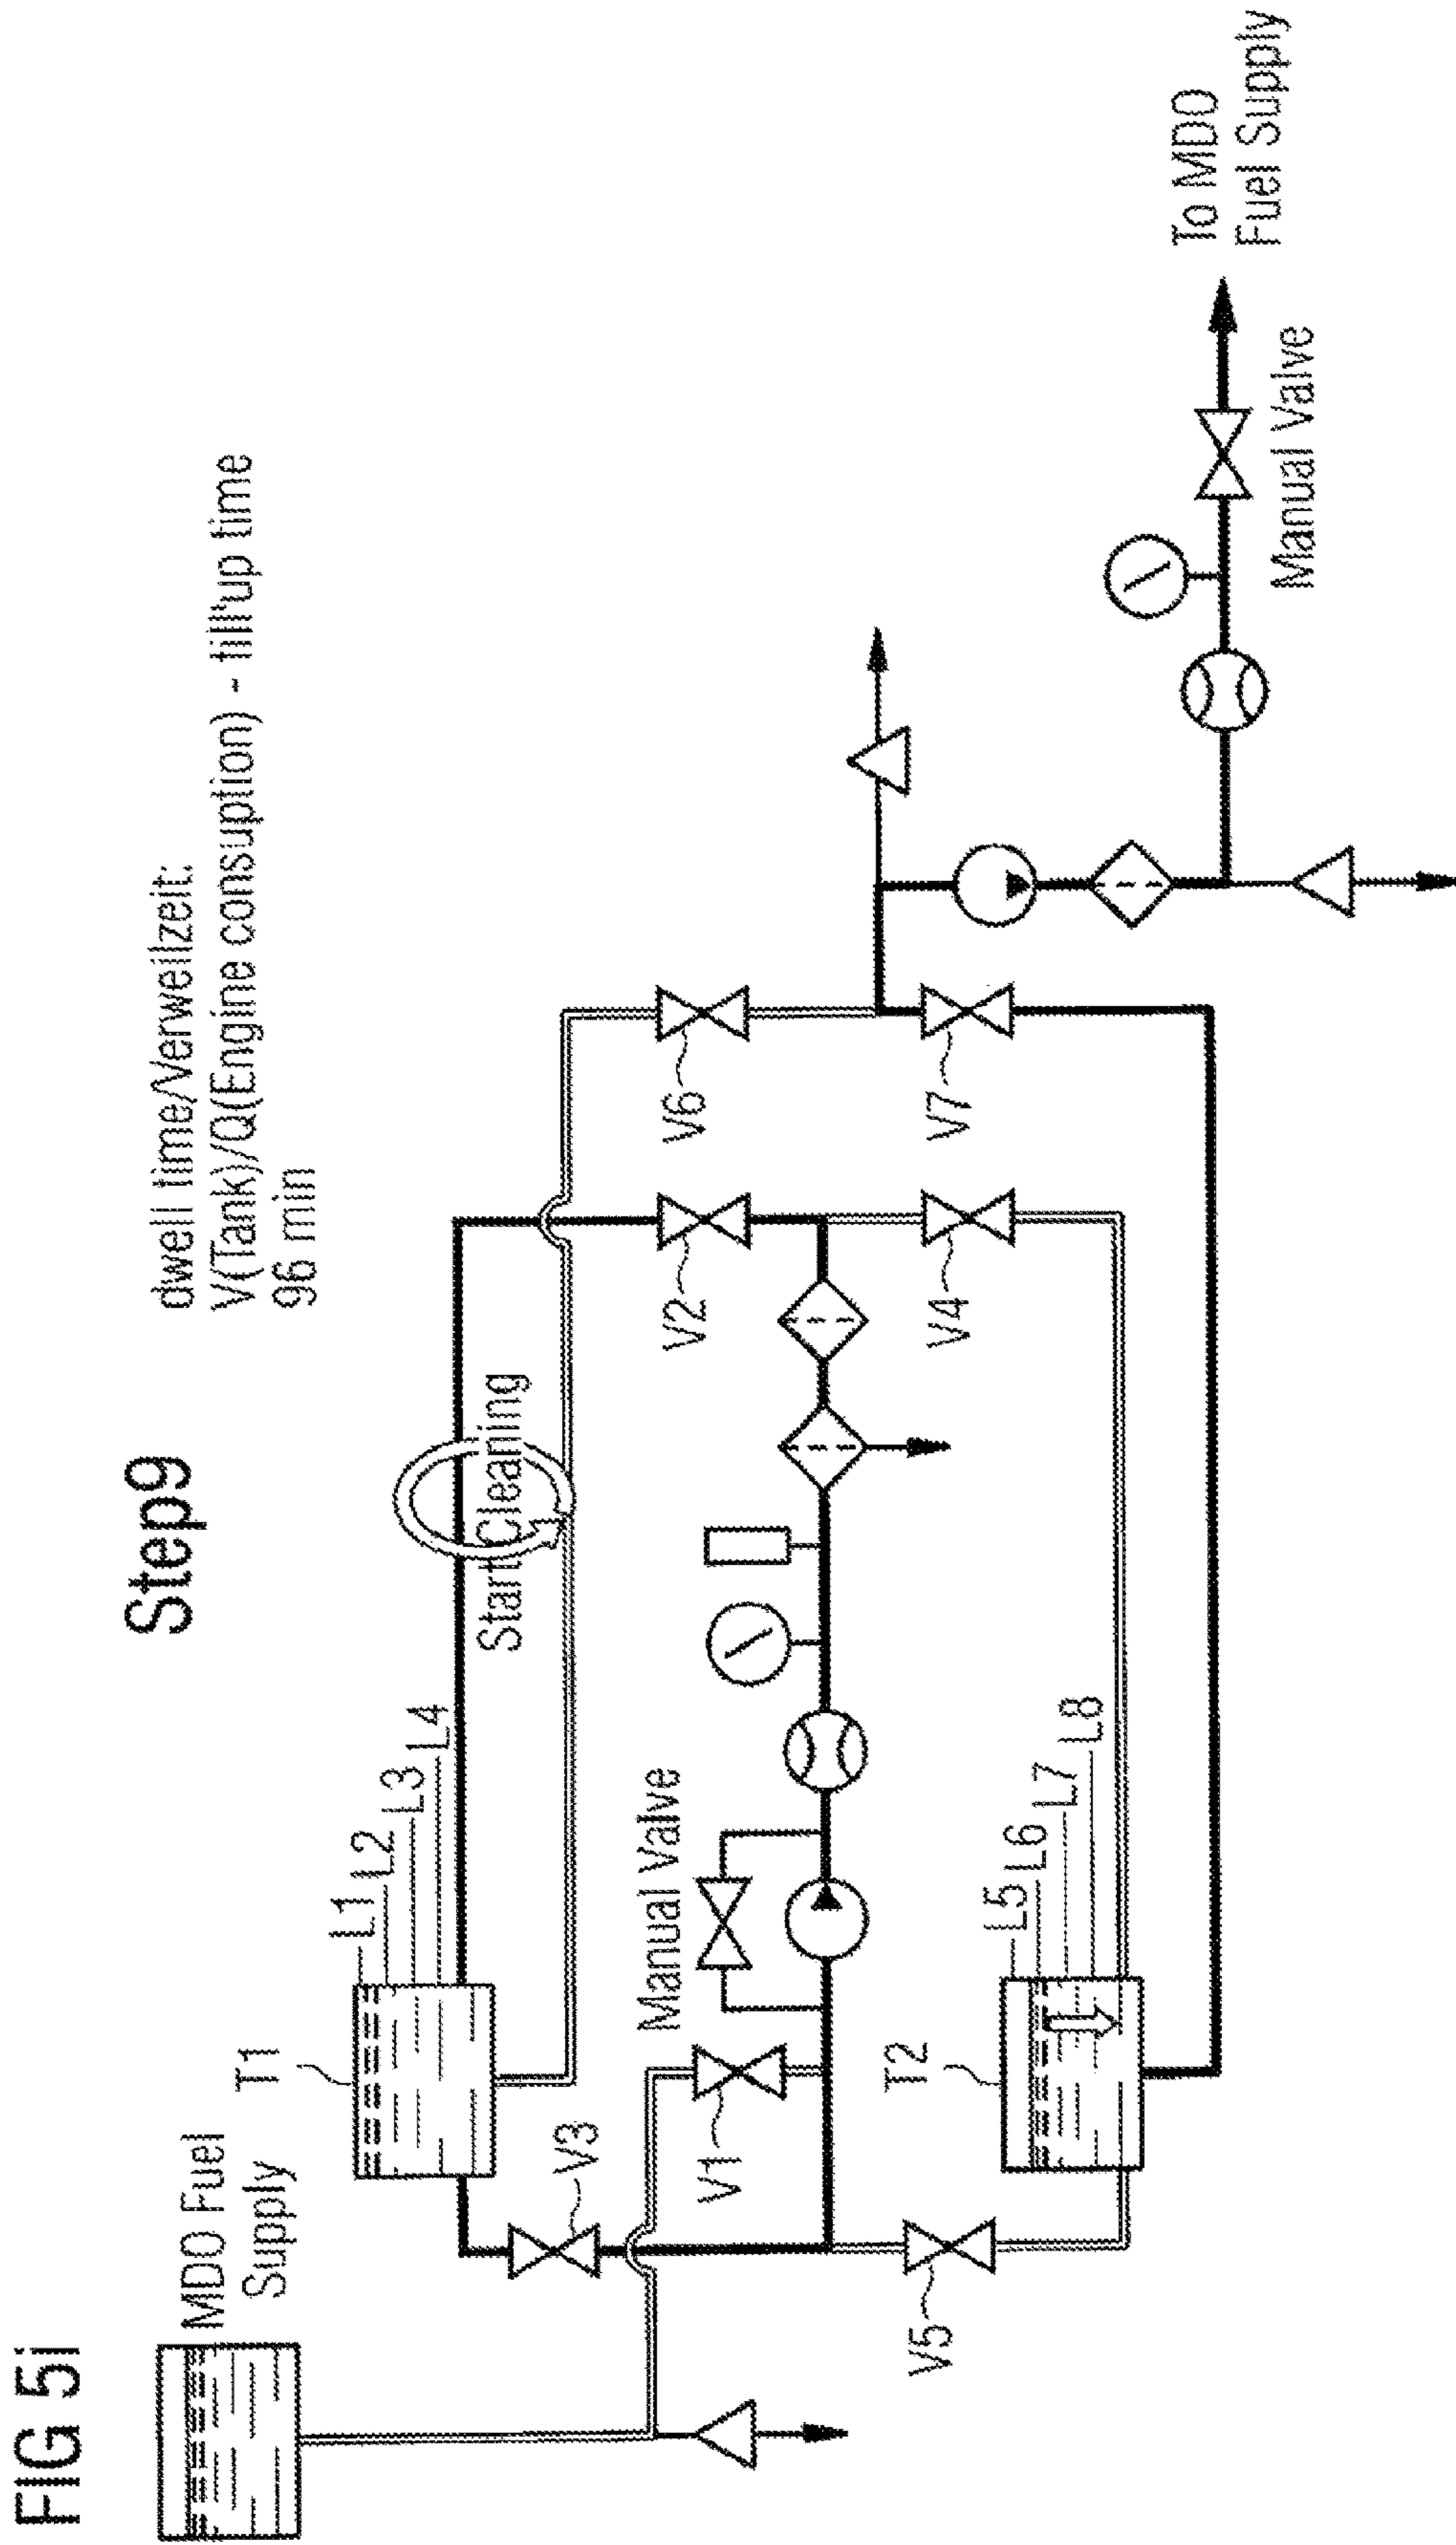 FIG 5i
Step9
dwell time/Verweilzeit:
V(Tank)/Q(Engine consuption) - fill'up time
96 min
MDO Fuel
Supply
T1
L1
L2
L3
L4
Start Cleaning
V3
V1
Manual Valve
V2
V6
V5
T2
L5
L6
L7
L8
V4
V7
Manual Valve
To MDO
Fuel Supply